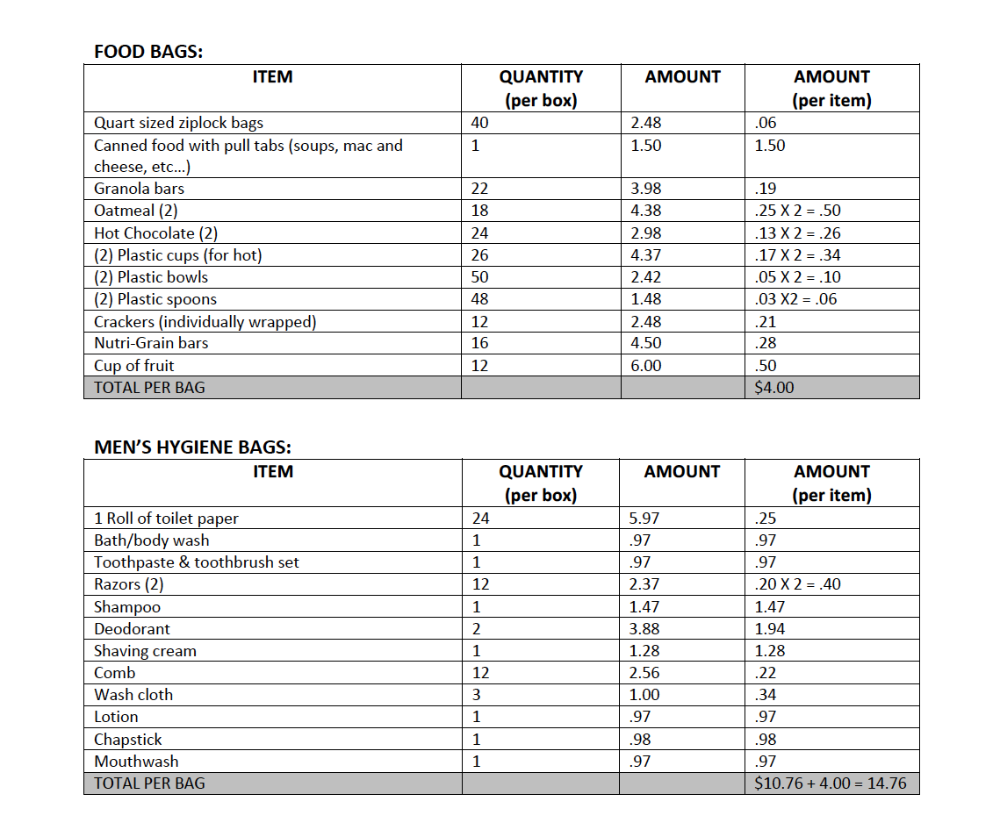 FOOD BAGS:
ITEM QUANTITY AMOUNT AMOUNT
(per box) (per item)
Quart sized ziplock bags 40 2.48 .06
Canned food with pull tabs (soups, mac and 1 1.50 1.50
cheese, etc…)
Granola bars 22 3.98 .19
Oatmeal (2) 18 4.38 .25 X 2 = .50
Hot Chocolate (2) 24 2.98 .13 X 2 = .26
(2) Plastic cups (for hot) 26 4.37 .17 X 2 = .34
(2) Plastic bowls 50 2.42 .05 X 2 = .10
(2) Plastic spoons 48 1.48 .03 X2 = .06
Crackers (individually wrapped) 12 2.48 .21
Nutri-Grain bars 16 4.50 .28
Cup of fruit 12 6.00 .50
TOTAL PER BAG $4.00
MEN’S HYGIENE BAGS:
ITEM QUANTITY AMOUNT AMOUNT
(per box) (per item)
1 Roll of toilet paper 24 5.97 .25
Bath/body wash 1 .97 .97
Toothpaste & toothbrush set 1 .97 .97
Razors (2) 12 2.37 .20 X 2 = .40
Shampoo 1 1.47 1.47
Deodorant 2 3.88 1.94
Shaving cream 1 1.28 1.28
Comb 12 2.56 .22
Wash cloth 3 1.00 .34
Lotion 1 .97 .97
Chapstick 1 .98 .98
Mouthwash 1 .97 .97
TOTAL PER BAG $10.76 + 4.00 = 14.76